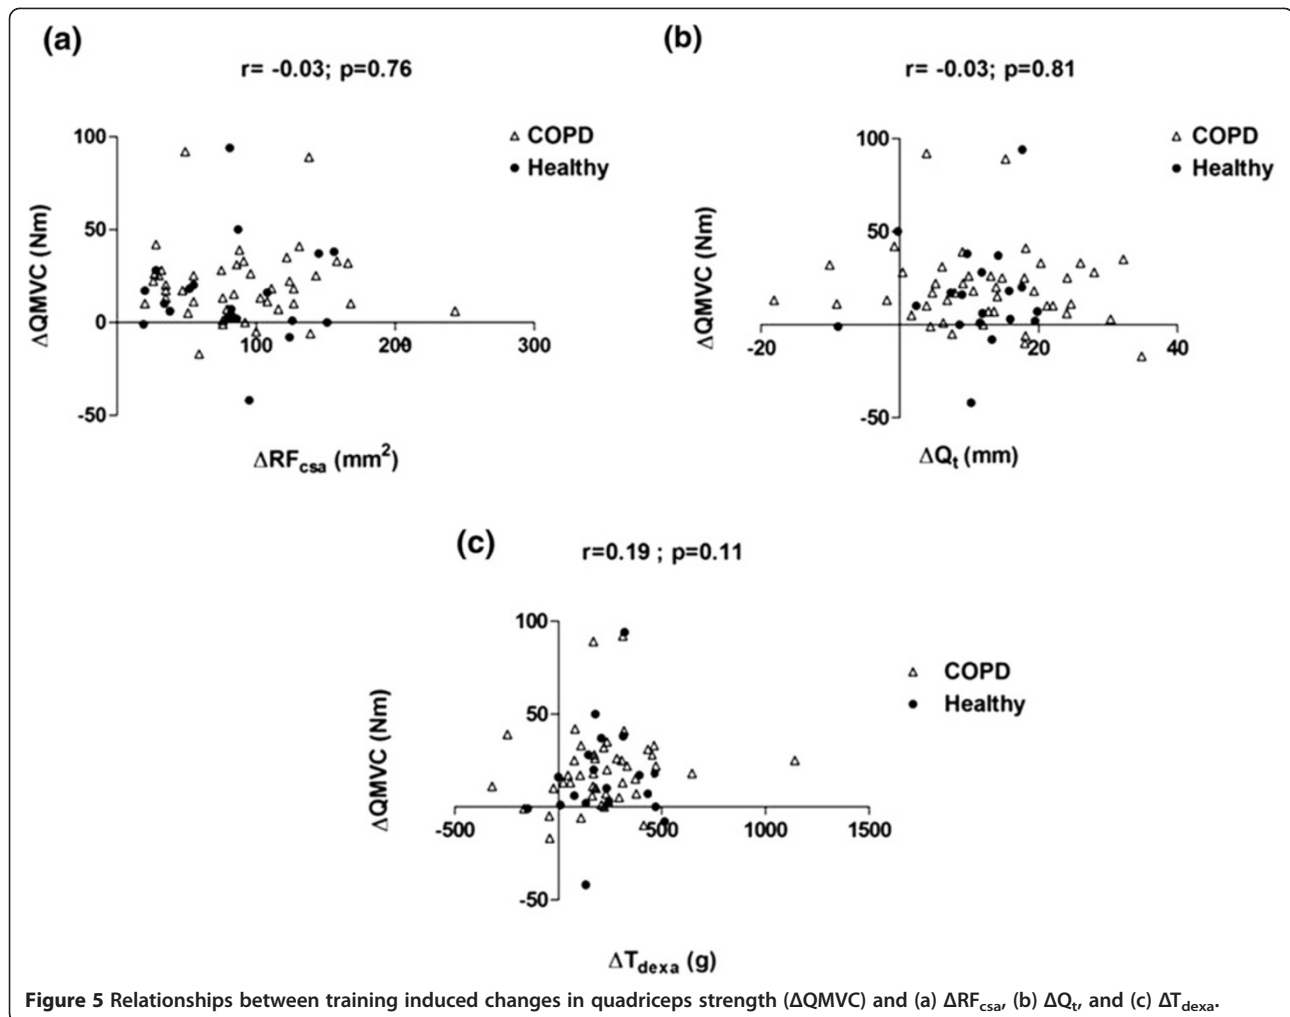 (a)
r= -0.03; p=0.76
COPD
Healthy
100
50
0
-50
100
200
300
ΔQMVC (Nm)
ΔRFcsa (mm²)
(b)
r= -0.03; p=0.81
COPD
Healthy
100
50
-50
-20
20
40
ΔQMVC (Nm)
ΔQt (mm)
(c)
r=0.19 ; p=0.11
COPD
Healthy
100
50
-50
-500
500
1000
1500
ΔQMVC (Nm)
ΔTdexa (g)
Figure 5 Relationships between training induced changes in quadriceps strength (ΔQMVC) and (a) ΔRFcsa, (b) ΔQt, and (c) ΔTdexa.